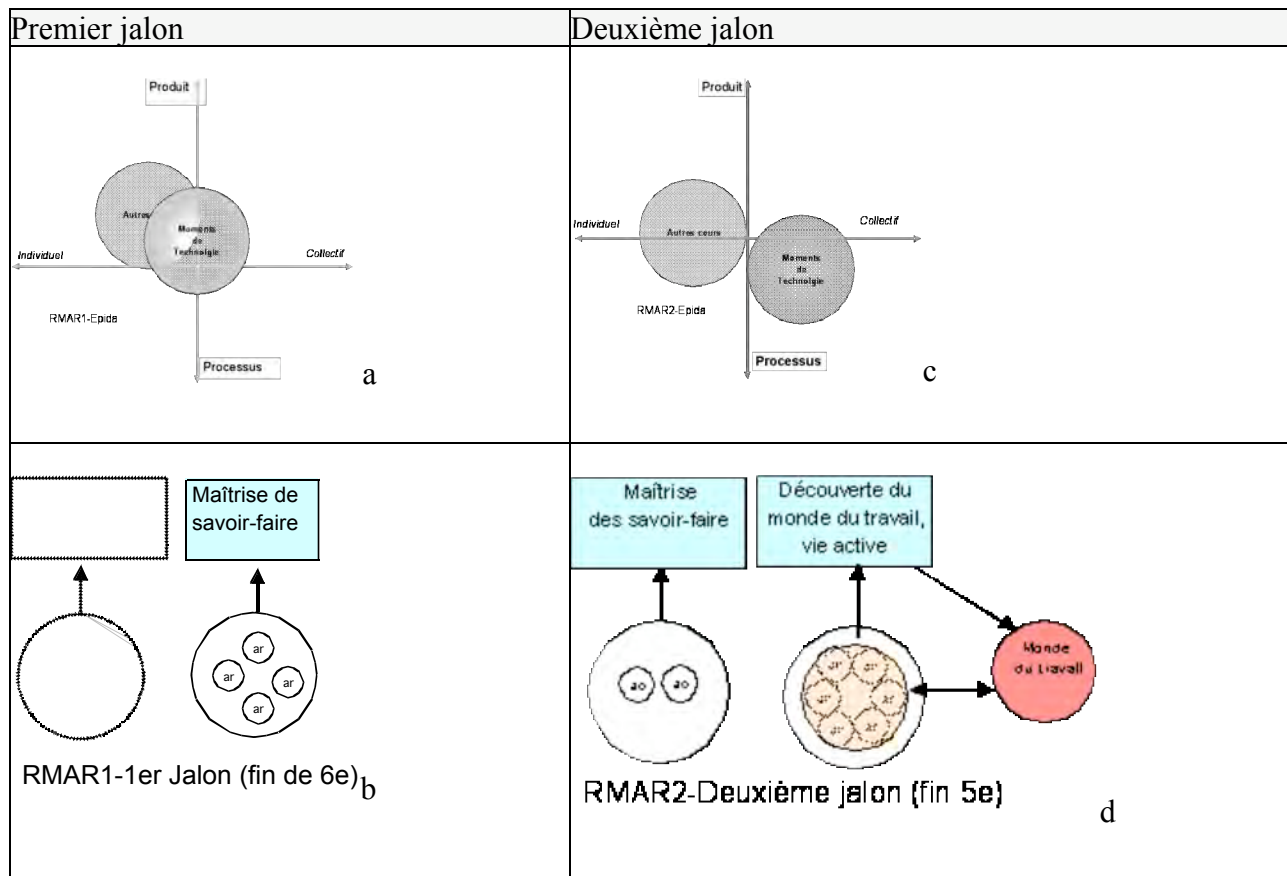 Premier jalon
Deuxième jalon
Produit
Autres
Moments
de
Technolgie
Individuel
Collectif
RMAR1-Epida
Processus
a
Produit
Individuel
Collectif
Autres cours
Moments
de
Technolgie
RMAR2-Epida
Processus
c
Maîtrise de
savoir-faire
ar
ar
ar
ar
RMAR1-1er Jalon (fin de 6e)
b
Maîtrise
des savoir-faire
Découverte du
monde du travail,
vie active
Monde
du travail
RMAR2-Deuxième jalon (fin 5e)
d